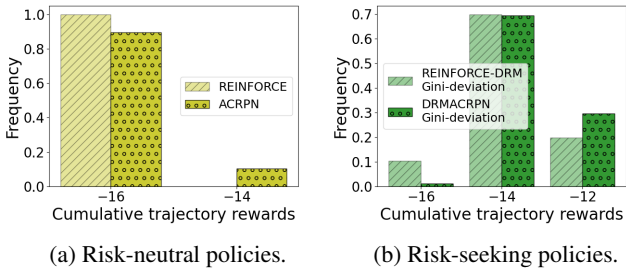 1.0
0.8
0.6
0.4
0.2
0.0
Frequency
REINFORCE
ACRPN
−16
−14
Cumulative trajectory rewards
(a) Risk-neutral policies.
0.7
0.6
0.5
0.4
0.3
0.2
0.1
0.0
Frequency
REINFORCE-DRM
Gini-deviation
DRMACRPN
Gini-deviation
−16
−14
−12
Cumulative trajectory rewards
(b) Risk-seeking policies.